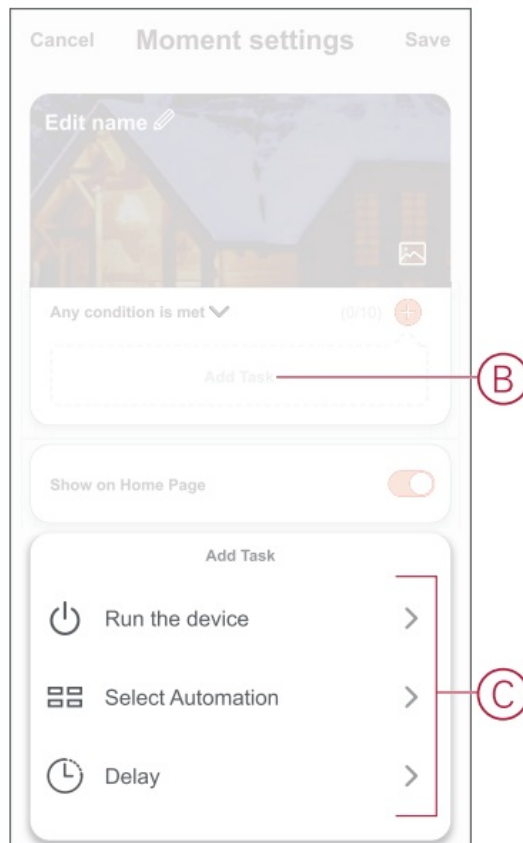 Cancel Moment settings Save
Edit name
Any condition is met (0/10)
Add Task
B
Show on Home Page
Add Task
Run the device
Select Automation
C
Delay